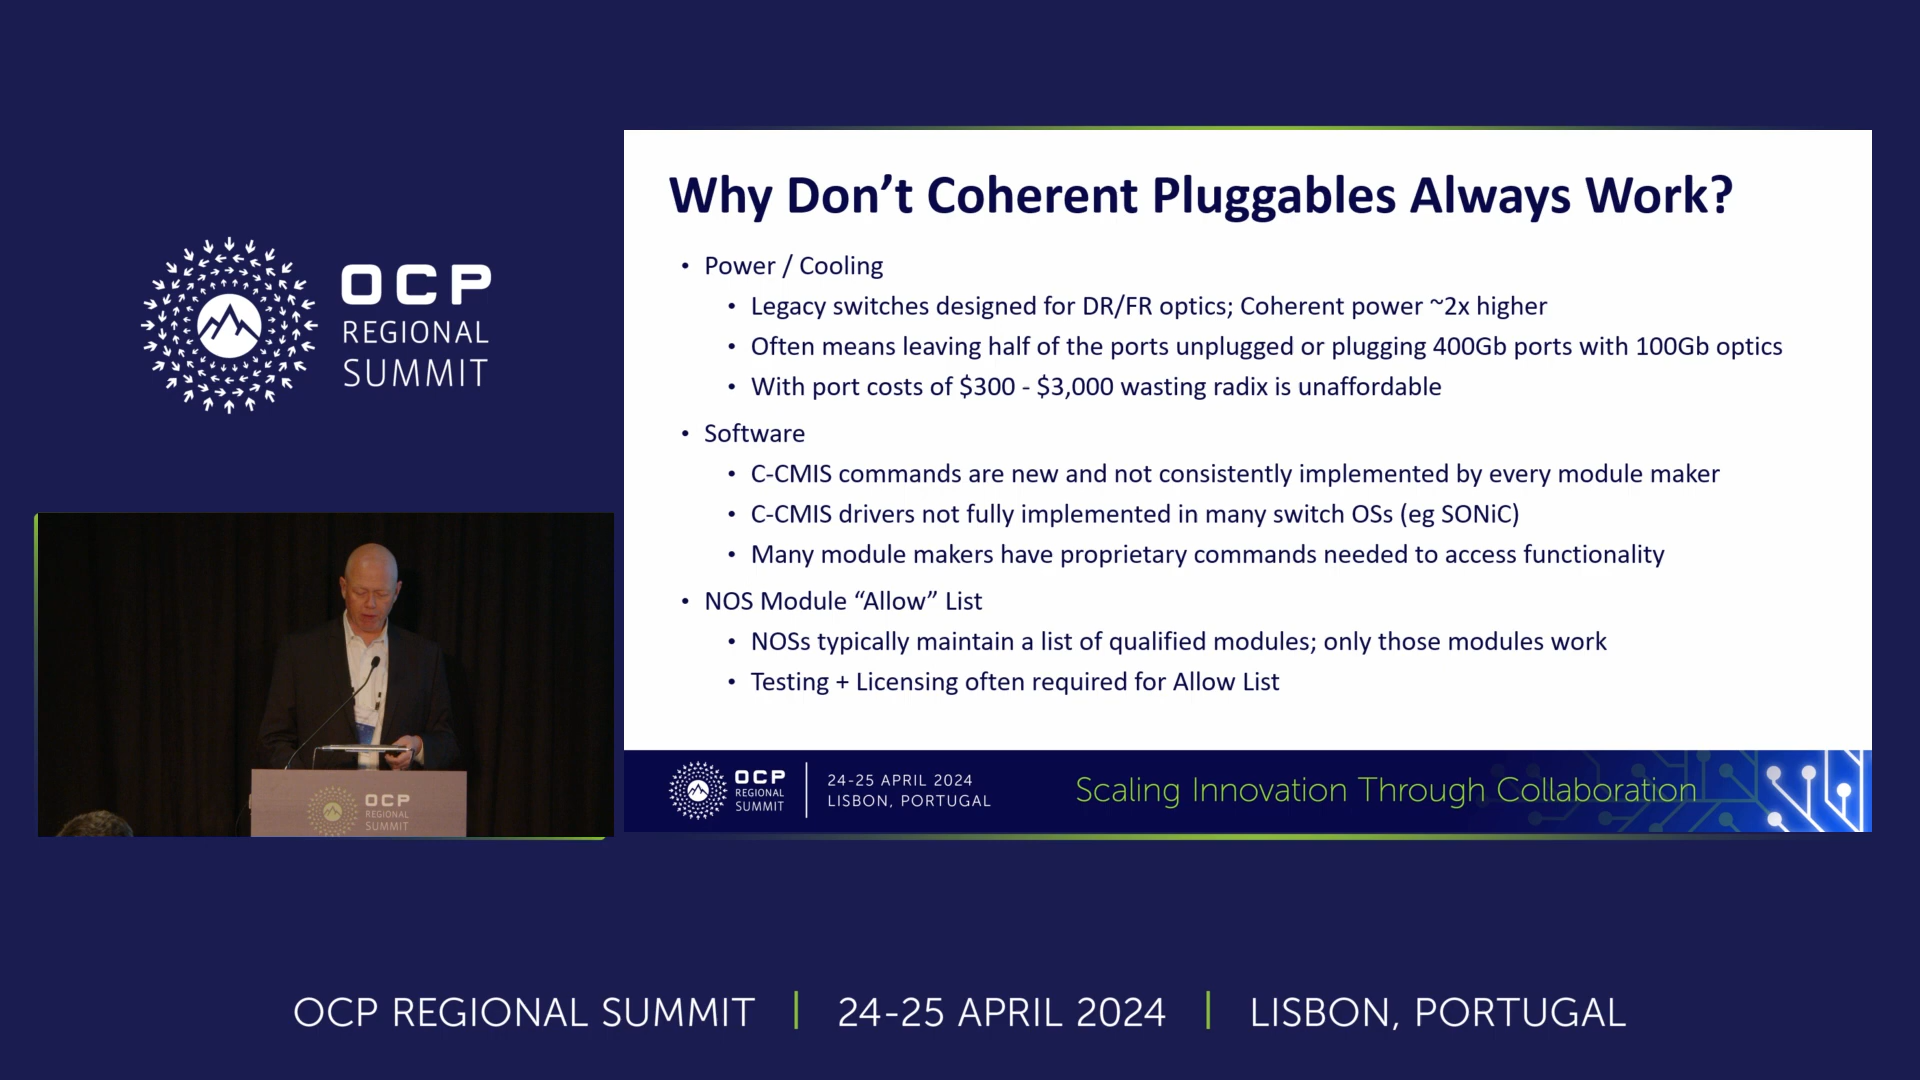 OCP
REGIONAL
SUMMIT
Why Don’t Coherent Pluggables Always Work?
• Power / Cooling
• Legacy switches designed for DR/FR optics; Coherent power ~2x higher
• Often means leaving half of the ports unplugged or plugging 400Gb ports with 100Gb optics
• With port costs of $300 - $3,000 wasting radix is unaffordable
• Software
• C-CMIS commands are new and not consistently implemented by every module maker
• C-CMIS drivers not fully implemented in many switch OSs (eg SONiC)
• Many module makers have proprietary commands needed to access functionality
• NOS Module “Allow” List
• NOSs typically maintain a list of qualified modules; only those modules work
• Testing + Licensing often required for Allow List
OCP
REGIONAL
SUMMIT
24-25 APRIL 2024
LISBON, PORTUGAL
Scaling Innovation Through Collaboration
OCP
REGIONAL
SUMMIT
OCP REGIONAL SUMMIT | 24-25 APRIL 2024 | LISBON, PORTUGAL